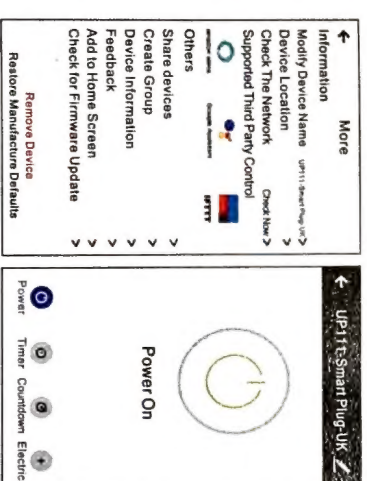 ← More
Information
Modify Device Name UP111-Smart Plug-UK >
Device Location >
Check The Network Check Now >
Supported Third Party Control
Google Assistant
IFTTT
Others
Share devices >
Create Group >
Device Information >
Feedback >
Add to Home Screen >
Check for Firmware Update >
Remove Device
Restore Manufacture Defaults
← UP111-Smart Plug-UK
Power On
Power Timer Countdown Electric